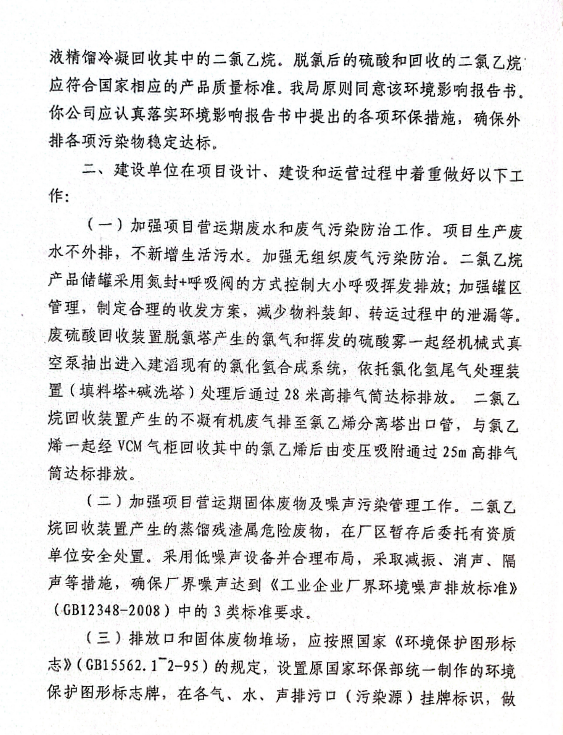 液精馏冷凝回收其中的二氯乙烷。脱氯后的硫酸和回收的二氯乙烷
应符合国家相应的产品质量标准。我局原则同意该环境影响报告书。
你公司应认真落实环境影响报告书中提出的各项环保措施，确保外
排各项污染物稳定达标。
二、建设单位在项目设计、建设和运营过程中着重做好以下工
作：
（一）加强项目营运期废水和废气污染防治工作。项目生产废
水不外排，不新增生活污水。加强无组织废气污染防治。二氯乙烷
产品储罐采用氮封+呼吸阀的方式控制大小呼吸挥发排放；加强罐区
管理，制定合理的收发方案，减少物料装卸、转运过程中的泄漏等。
废硫酸回收装置脱氯塔产生的氯气和挥发的硫酸雾一起经机械式真
空泵抽出进入建滔现有的氯化氢合成系统，依托氯化氢尾气处理装
置（填料塔+碱洗塔）处理后通过28米高排气筒达标排放。 二氯乙
烷回收装置产生的不凝有机废气排至氯乙烯分离塔出口管，与氯乙
烯一起经VCM气柜回收其中的氯乙烯后由变压吸附通过25m高排气
筒达标排放。
（二）加强项目营运期固体废物及噪声污染管理工作。二氯乙
烷回收装置产生的蒸馏残渣属危险废物，在厂区暂存后委托有资质
单位安全处置。采用低噪声设备并合理布局，采取减振、消声、隔
声等措施，确保厂界噪声达到《工业企业厂界环境噪声排放标准》
（GB12348-2008）中的3类标准要求。
（三）排放口和固体废物堆场，应按照国家《环境保护图形标
志》（GB15562.1~2-95）的规定，设置原国家环保部统一制作的环境
保护图形标志牌，在各气、水、声排污口（污染源）挂牌标识，做